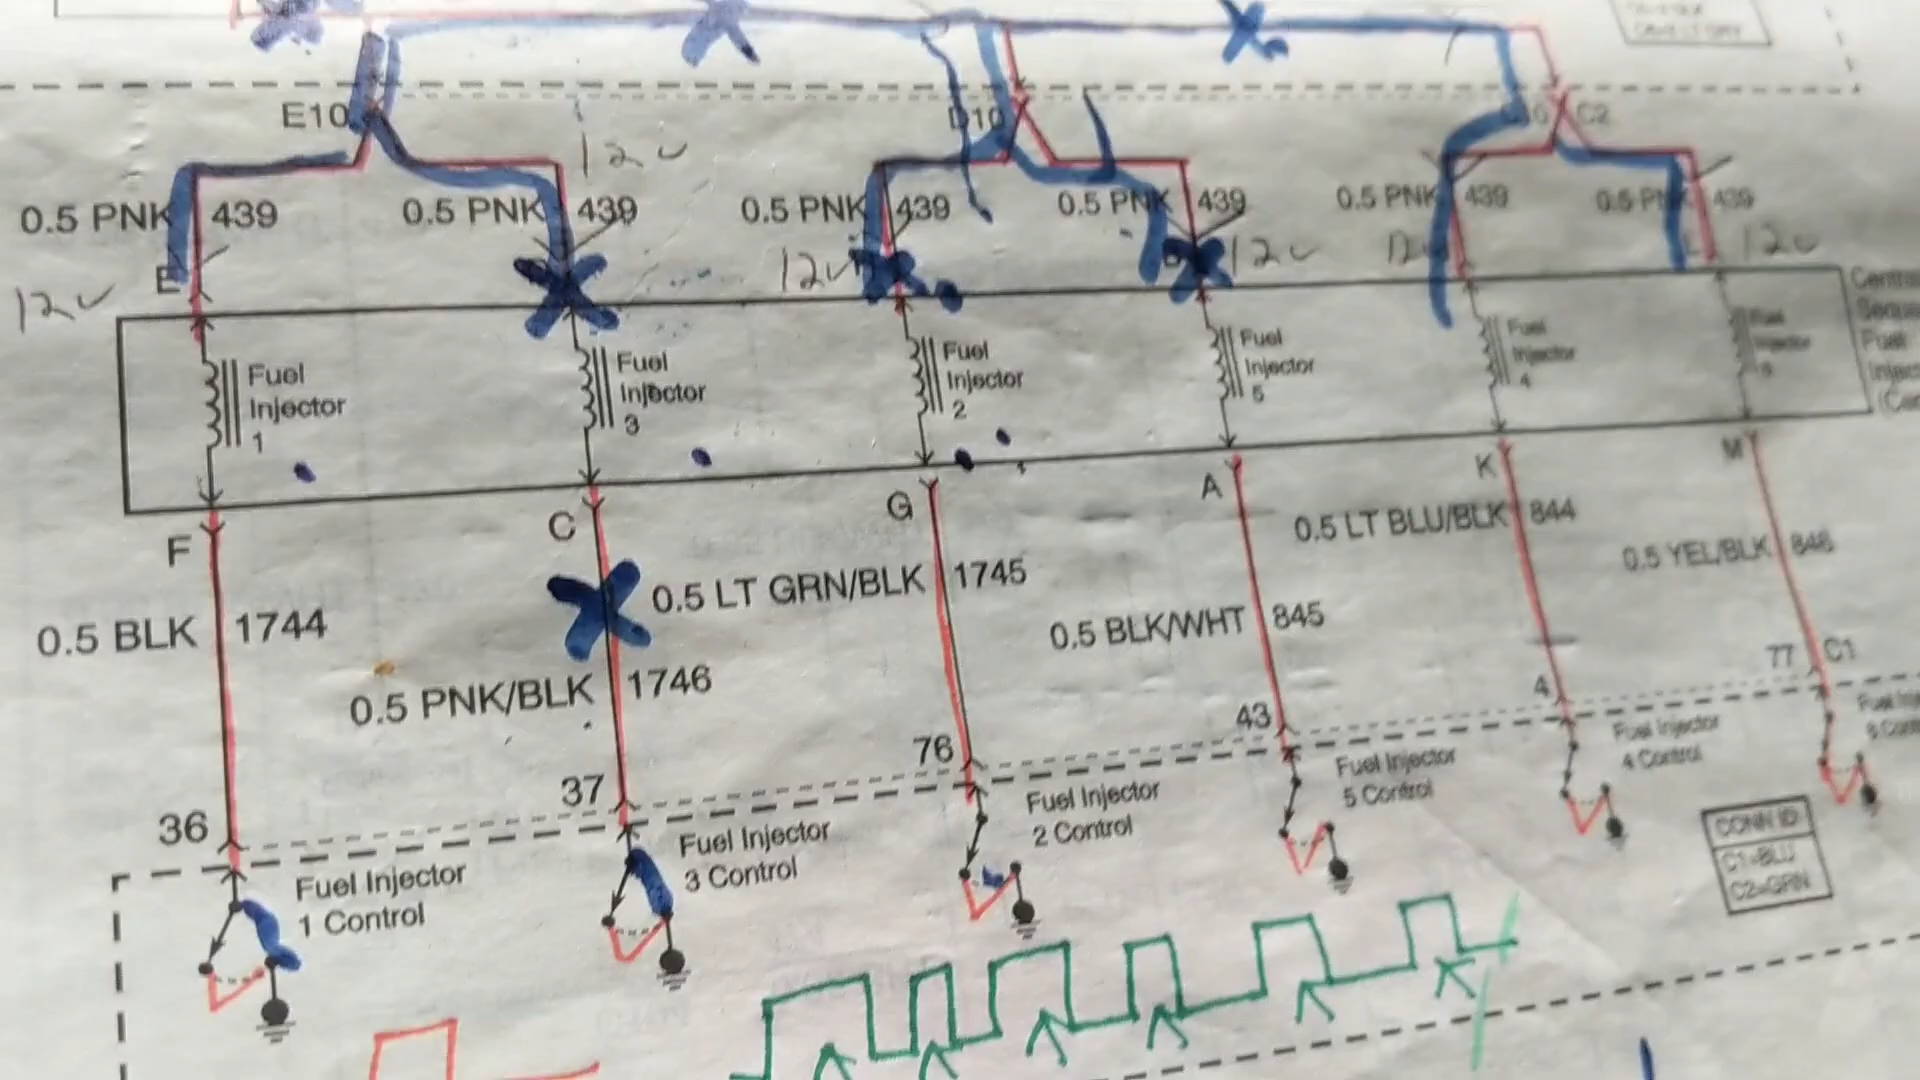 E10
D10
C2
12v
0.5 PNK 439
0.5 PNK 439
0.5 PNK 439
0.5 PNK 439
0.5 PNK 439
0.5 PNK 439
12v
E
12v
12v
12v
12v
Fuel
Injector
1
Fuel
Injector
3
Fuel
Injector
2
Fuel
Injector
5
Fuel
Injector
4
Fuel
Injector
F
C
G
A
K
M
0.5 BLK 1744
0.5 PNK/BLK 1746
0.5 LT GRN/BLK 1745
0.5 BLK/WHT 845
0.5 LT BLU/BLK 844
0.5 YEL/BLK 846
36
37
76
43
4
77 C1
Fuel Injector
1 Control
Fuel Injector
3 Control
Fuel Injector
2 Control
Fuel Injector
5 Control
Fuel Injector
4 Control
CONN ID
C1=BLU
C2=GRN